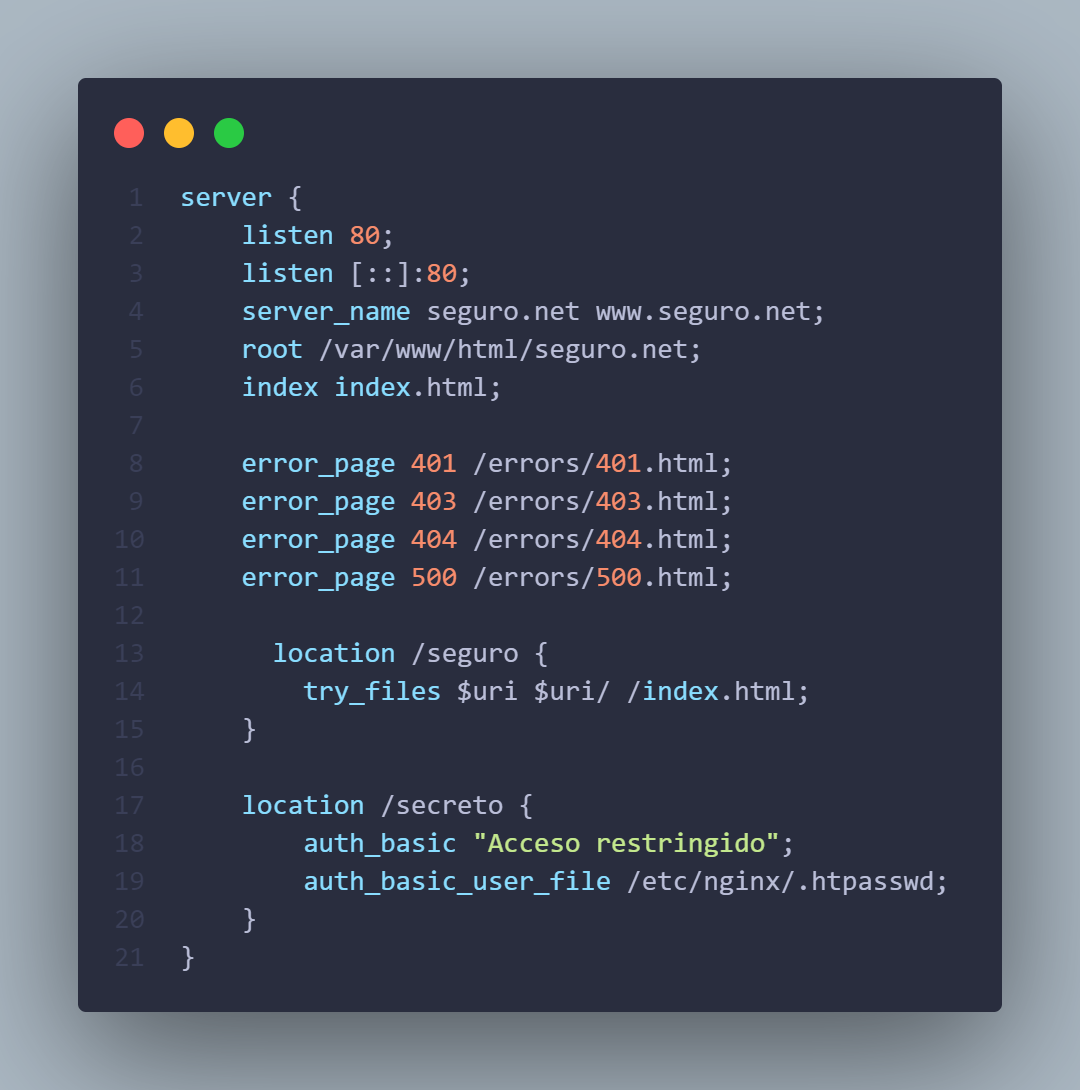 1 server {
2     listen 80;
3     listen [::]:80;
4     server_name seguro.net www.seguro.net;
5     root /var/www/html/seguro.net;
6     index index.html;
7
8     error_page 401 /errors/401.html;
9     error_page 403 /errors/403.html;
10     error_page 404 /errors/404.html;
11     error_page 500 /errors/500.html;
12
13       location /seguro {
14         try_files $uri $uri/ /index.html;
15     }
16
17     location /secreto {
18         auth_basic "Acceso restringido";
19         auth_basic_user_file /etc/nginx/.htpasswd;
20     }
21 }